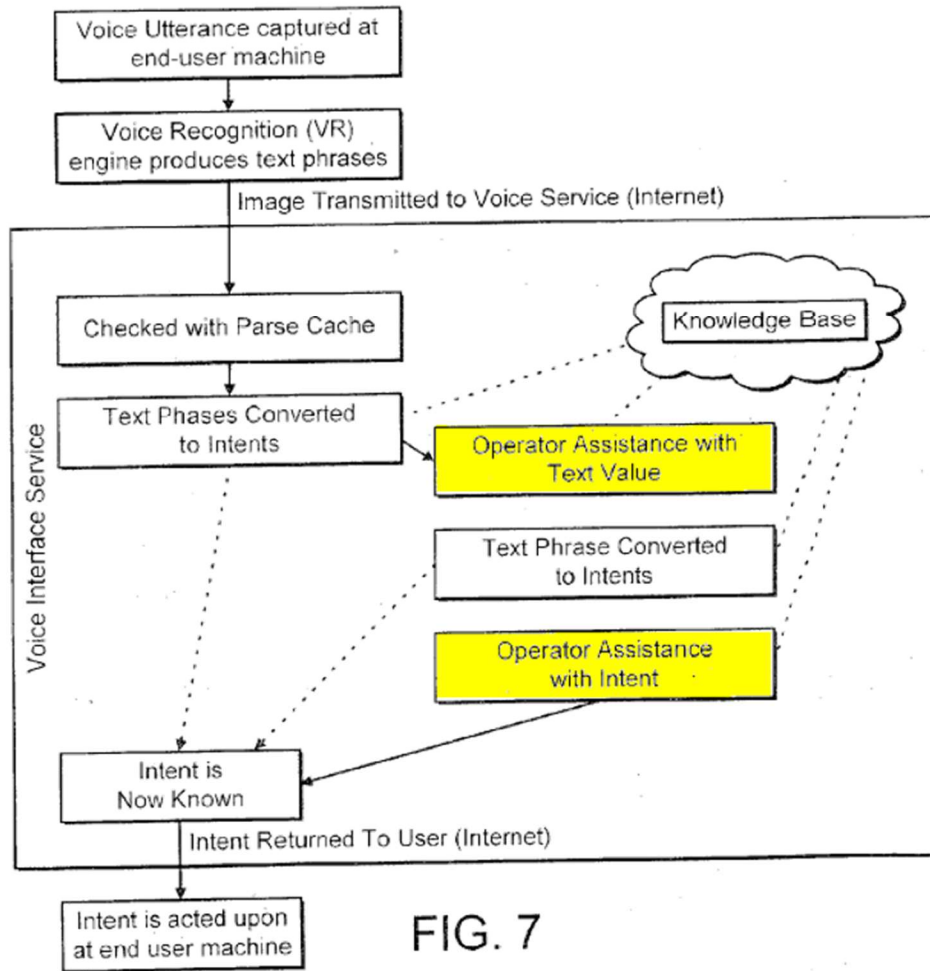 Voice Utterance captured at
end-user machine
Voice Recognition (VR)
engine produces text phrases
Image Transmitted to Voice Service (Internet)
Voice Interface Service
Checked with Parse Cache
Knowledge Base
Text Phases Converted
to Intents
Operator Assistance with
Text Value
Text Phrase Converted
to Intents
Operator Assistance
with Intent
Intent is
Now Known
Intent Returned To User (Internet)
Intent is acted upon
at end user machine
FIG. 7